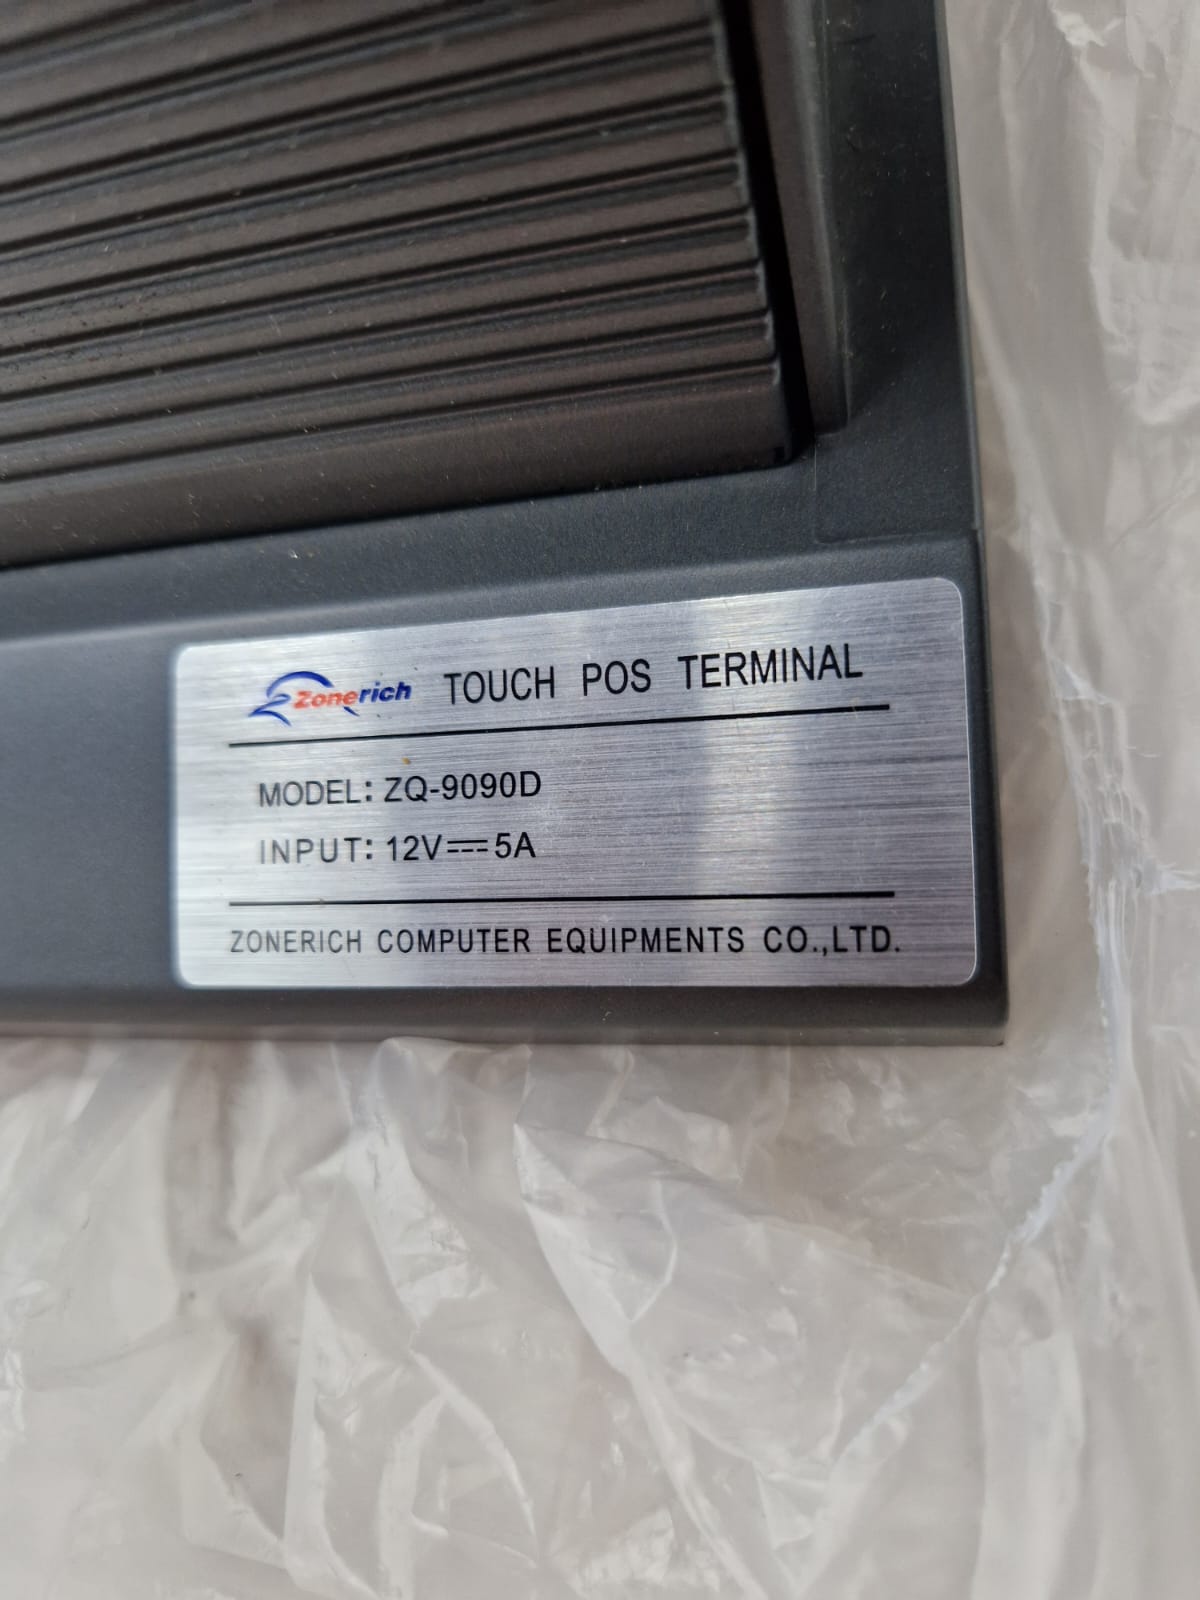 Zonerich TOUCH POS TERMINAL
MODEL: ZQ-9090D
INPUT: 12V⎓5A
ZONERICH COMPUTER EQUIPMENTS CO.,LTD.